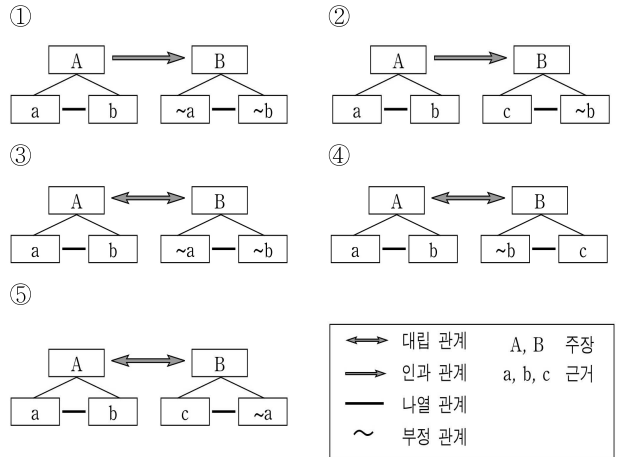 ① ②
A B A B
a b ~a ~b a b c ~b
③ ④
A B A B
a b ~a ~b a b ~b c
⑤
A B
a b c ~a
대립 관계 A, B 주장
인과 관계 a, b, c 근거
나열 관계
~ 부정 관계